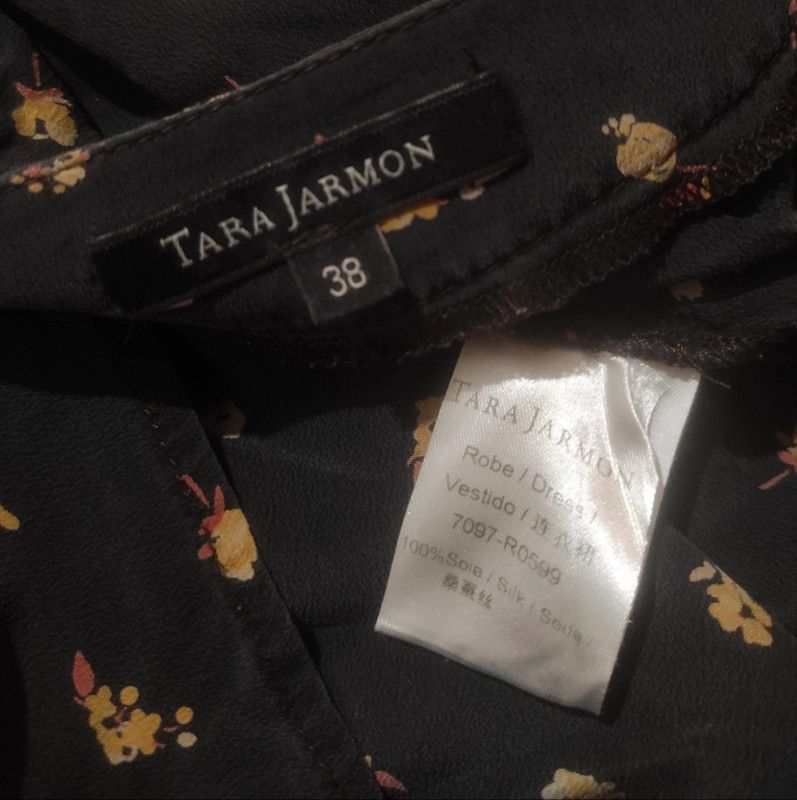 TARA JARMON
38
TARA JARMON
Robe / Dress /
Vestido / 连衣裙
7097-R0599
100%Soie / Silk / Seda /
桑蚕丝